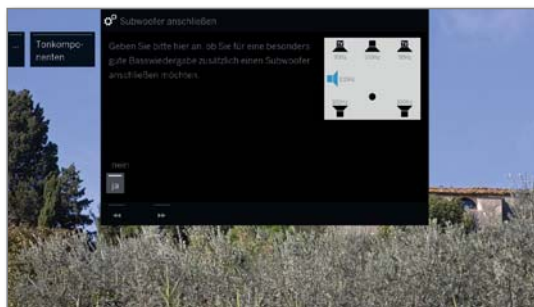 Subwoofer anschließen
... Tonkompo-
nenten
Geben Sie bitte hier an, ob Sie für eine besonders
gute Basswiedergabe zusätzlich einen Subwoofer
anschließen möchten.
nein
ja